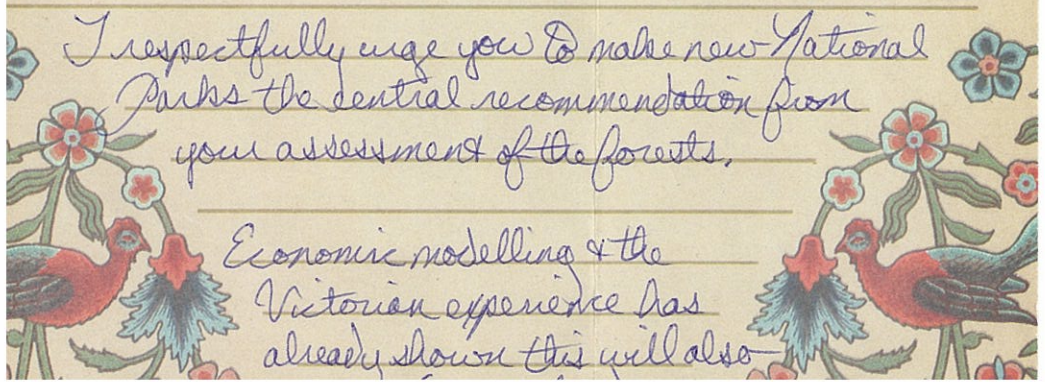 I respectfully urge you to make new National
Parks the central recommendation from
your assessment of the forests.
Economic modelling & the
Victorian experience has
already shown this will also